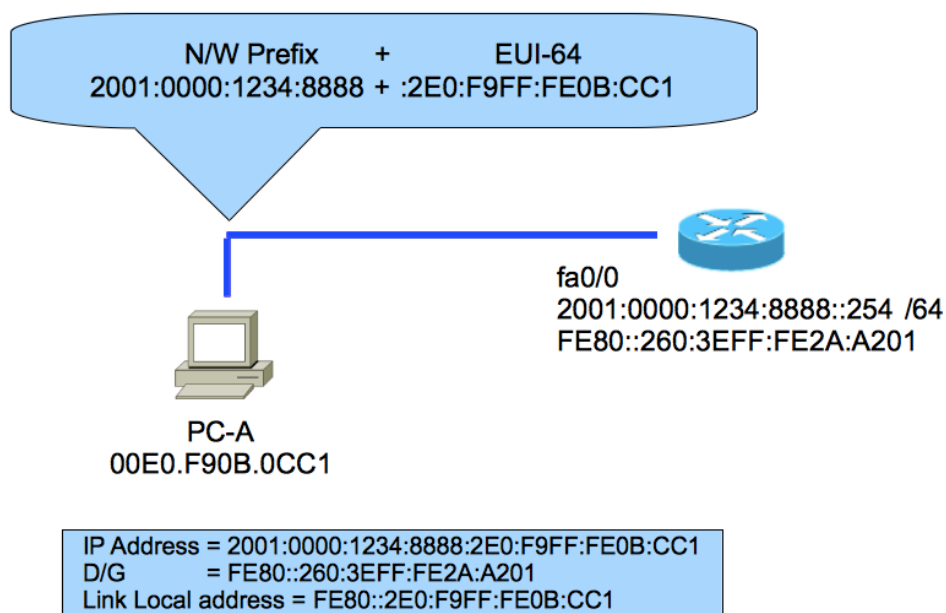 N/W Prefix + EUI-64
2001:0000:1234:8888 + :2E0:F9FF:FE0B:CC1
fa0/0
2001:0000:1234:8888::254 /64
FE80::260:3EFF:FE2A:A201
PC-A
00E0.F90B.0CC1
IP Address = 2001:0000:1234:8888:2E0:F9FF:FE0B:CC1
D/G = FE80::260:3EFF:FE2A:A201
Link Local address = FE80::2E0:F9FF:FE0B:CC1